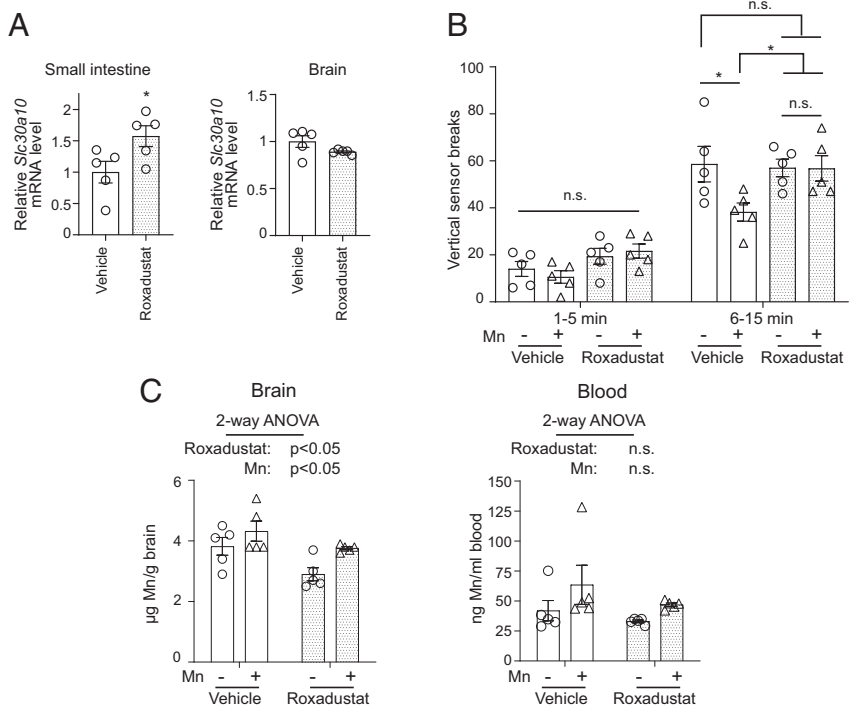 A
Small intestine
*
Relative Slc30a10
mRNA level
2
1.5
1
0.5
0
Vehicle
Roxadustat
Brain
Relative Slc30a10
mRNA level
1.5
1
0.5
0
Vehicle
Roxadustat
B
Vertical sensor breaks
100
80
60
40
20
0
n.s.
n.s.
*
*
n.s.
1-5 min
6-15 min
Mn - + - + - + - +
Vehicle Roxadustat Vehicle Roxadustat
C
Brain
2-way ANOVA
Roxadustat: p<0.05
Mn: p<0.05
µg Mn/g brain
6
4
2
0
Mn - + - +
Vehicle Roxadustat
Blood
2-way ANOVA
Roxadustat: n.s.
Mn: n.s.
ng Mn/ml blood
150
125
100
75
50
25
0
Mn - + - +
Vehicle Roxadustat